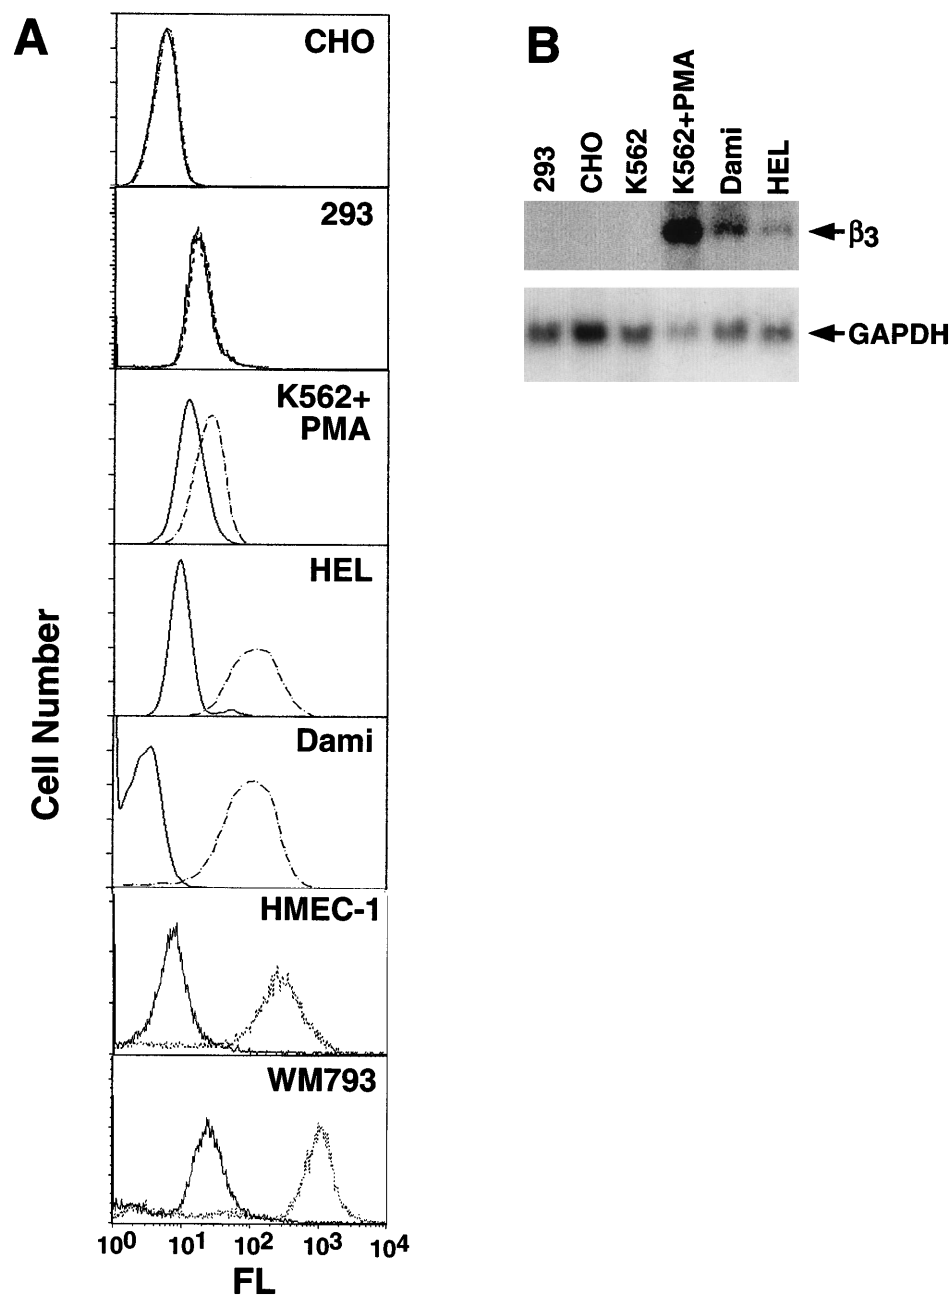 A
CHO
293
K562+
PMA
HEL
Dami
HMEC-1
WM793
Cell Number
10⁰ 10¹ 10² 10³ 10⁴
FL
B
293 CHO K562 K562+PMA Dami HEL
β₃
GAPDH